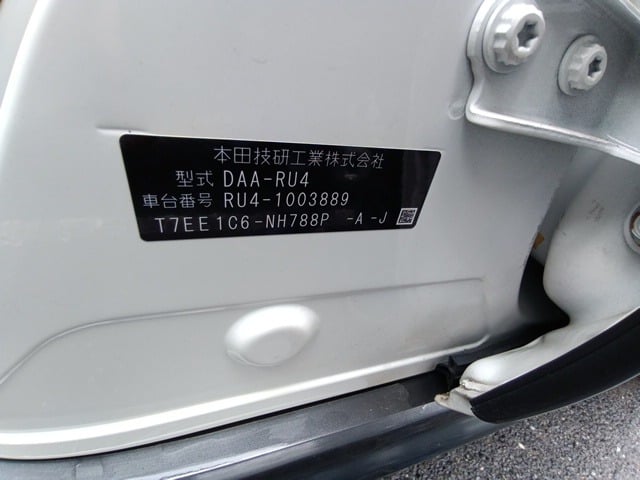 本田技研工業株式会社
型式 DAA-RU4
車台番号 RU4-1003889
T7EE1C6-NH788P -A-J